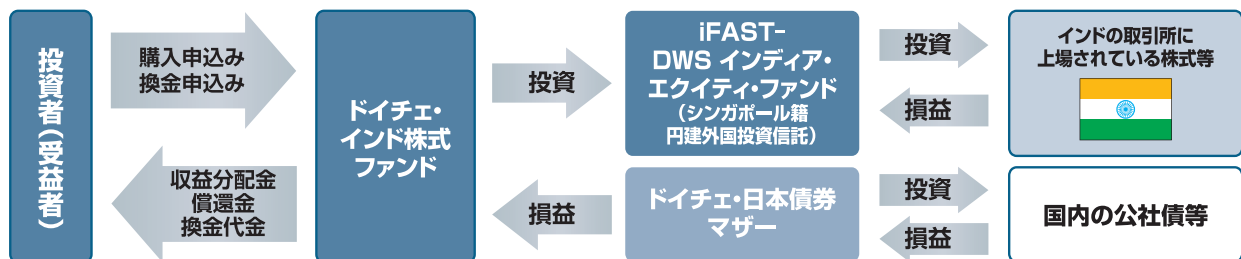 投資者（受益者）
購入申込み
換金申込み
収益分配金
償還金
換金代金
ドイチェ・
インド株式
ファンド
投資
損益
iFAST-
DWS インディア・
エクイティ・ファンド
（シンガポール籍
円建外国投資信託）
ドイチェ・日本債券
マザー
投資
損益
投資
損益
インドの取引所に
上場されている株式等
国内の公社債等